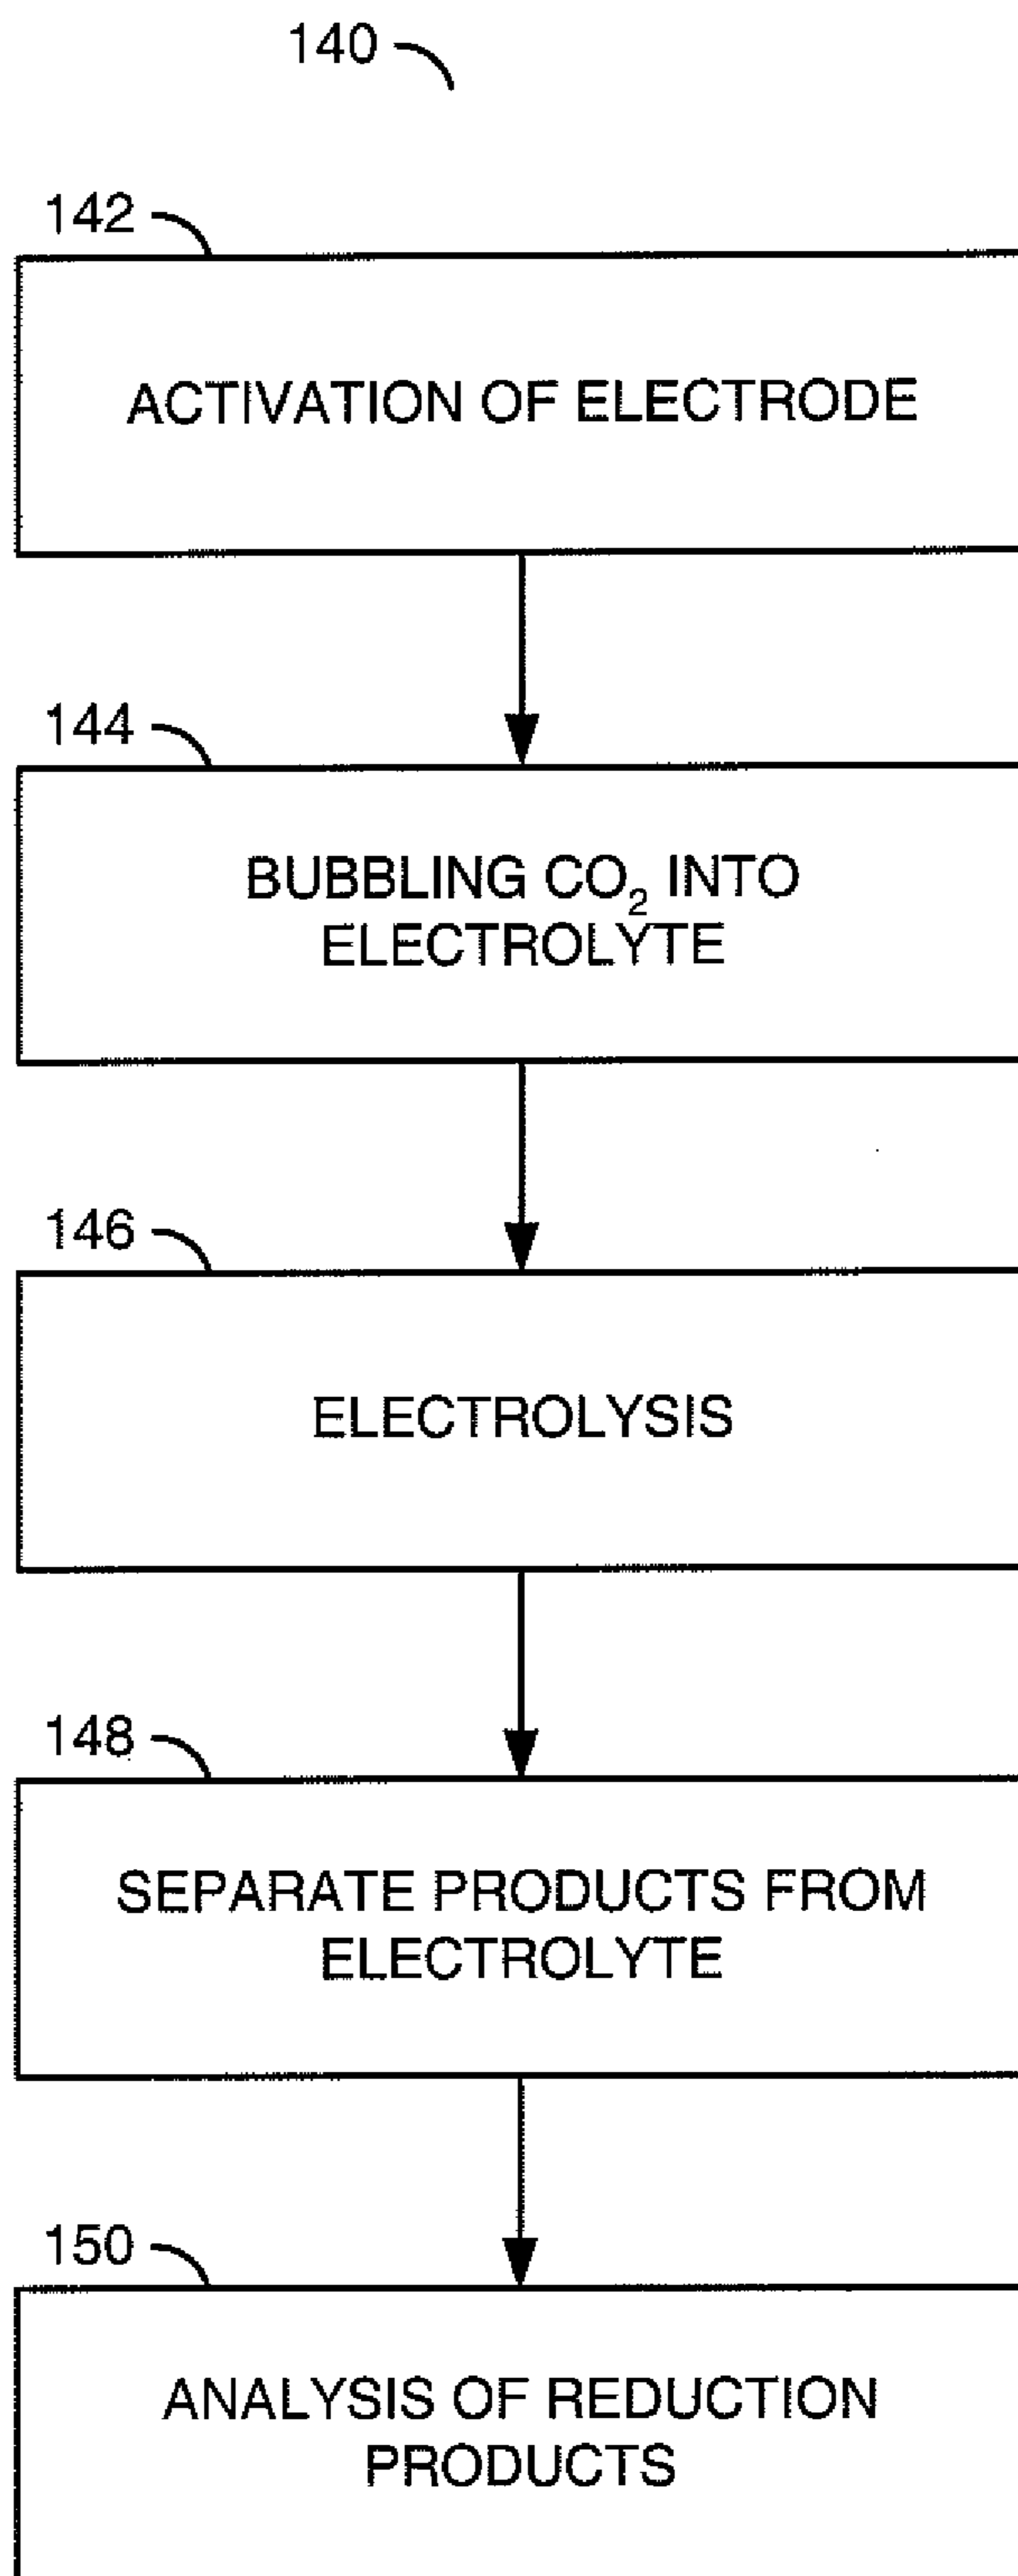 140
142
ACTIVATION OF ELECTRODE
144
BUBBLING CO₂ INTO
ELECTROLYTE
146
ELECTROLYSIS
148
SEPARATE PRODUCTS FROM
ELECTROLYTE
150
ANALYSIS OF REDUCTION
PRODUCTS